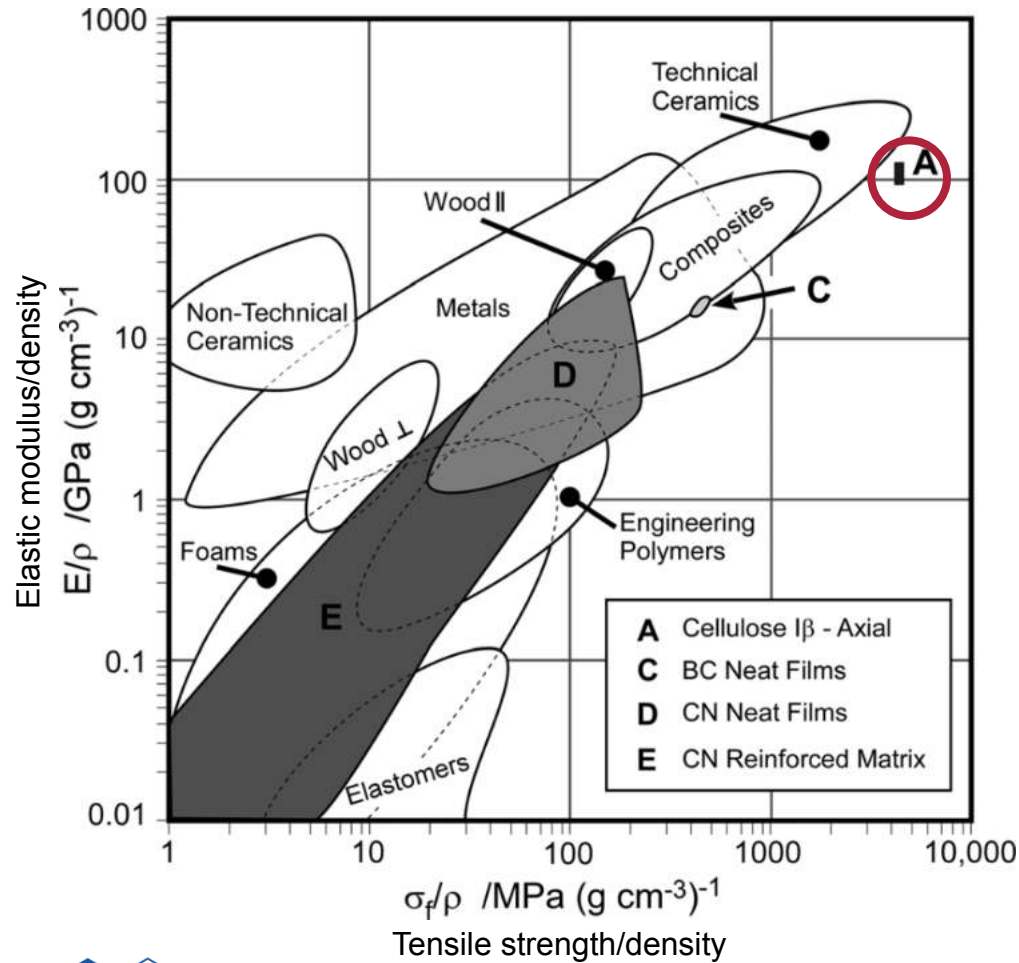 1000
100
10
1
0.1
0.01
Elastic modulus/density
E/ρ /GPa (g cm-3)-1
Technical
Ceramics
A
Wood ||
Composites
Non-Technical
Ceramics
Metals
C
D
Wood ⊥
Engineering
Polymers
Foams
E
Elastomers
A Cellulose Iβ - Axial
C BC Neat Films
D CN Neat Films
E CN Reinforced Matrix
1 10 100 1000 10,000
σf/ρ /MPa (g cm-3)-1
Tensile strength/density